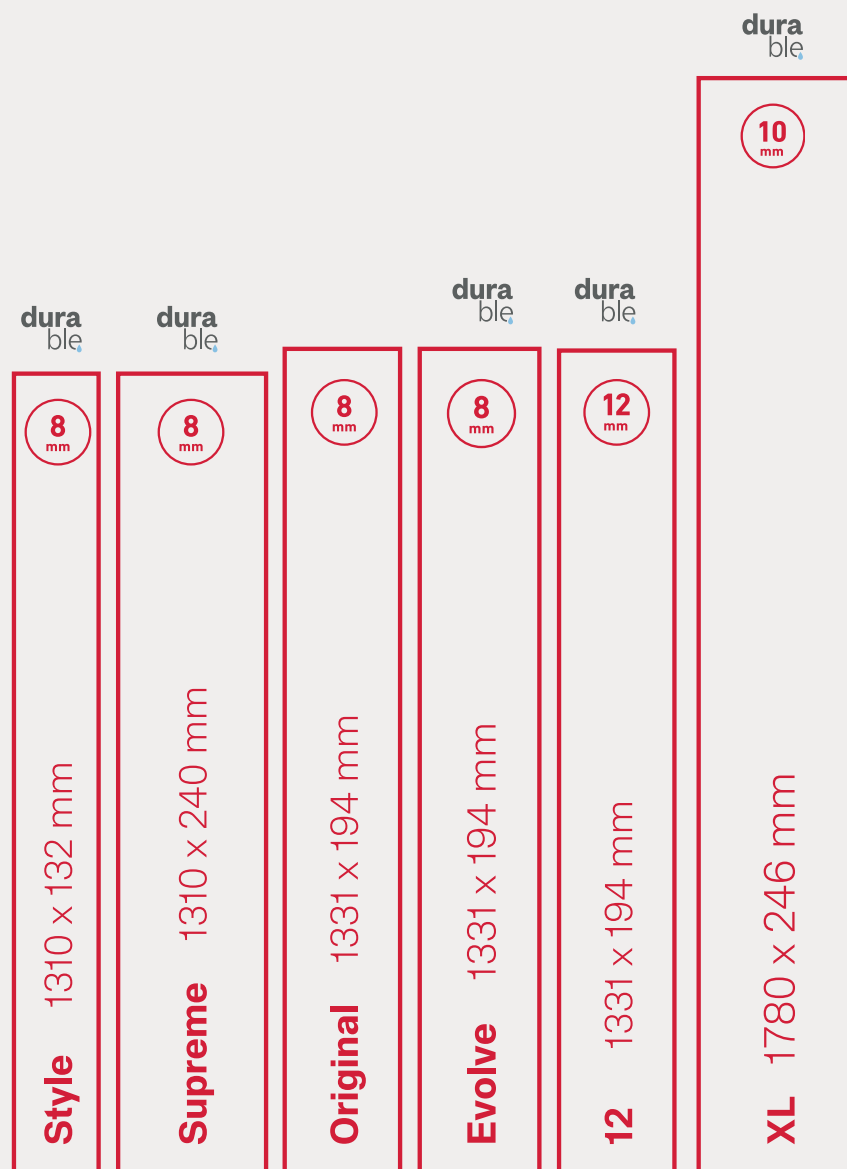 dura
ble
8
mm
Style 1310 x 132 mm
dura
ble
8
mm
Supreme 1310 x 240 mm
8
mm
Original 1331 x 194 mm
dura
ble
8
mm
Evolve 1331 x 194 mm
dura
ble
12
mm
12 1331 x 194 mm
dura
ble
10
mm
XL 1780 x 246 mm